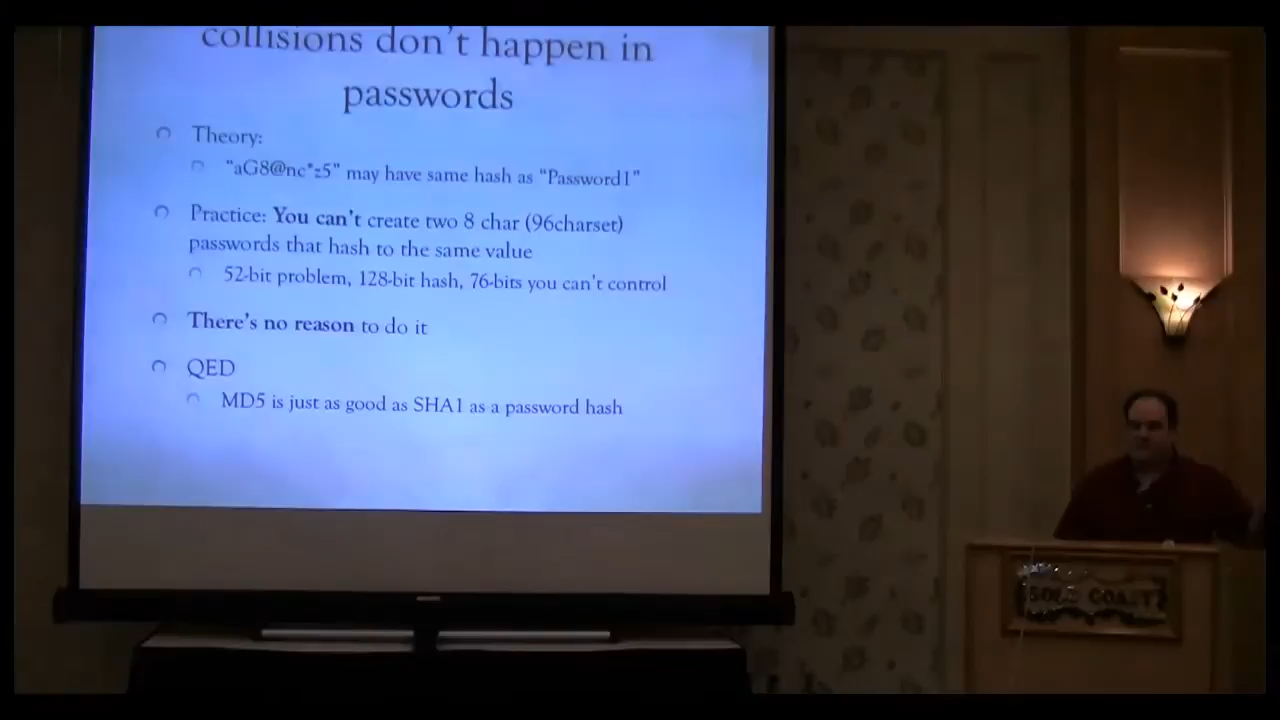 collisions don't happen in
passwords
Theory:
"aG8@nc*z5" may have same hash as "Password1"
Practice: You can't create two 8 char (96charset)
passwords that hash to the same value
52-bit problem, 128-bit hash, 76-bits you can't control
There's no reason to do it
QED
MD5 is just as good as SHA1 as a password hash
GOLD COAST